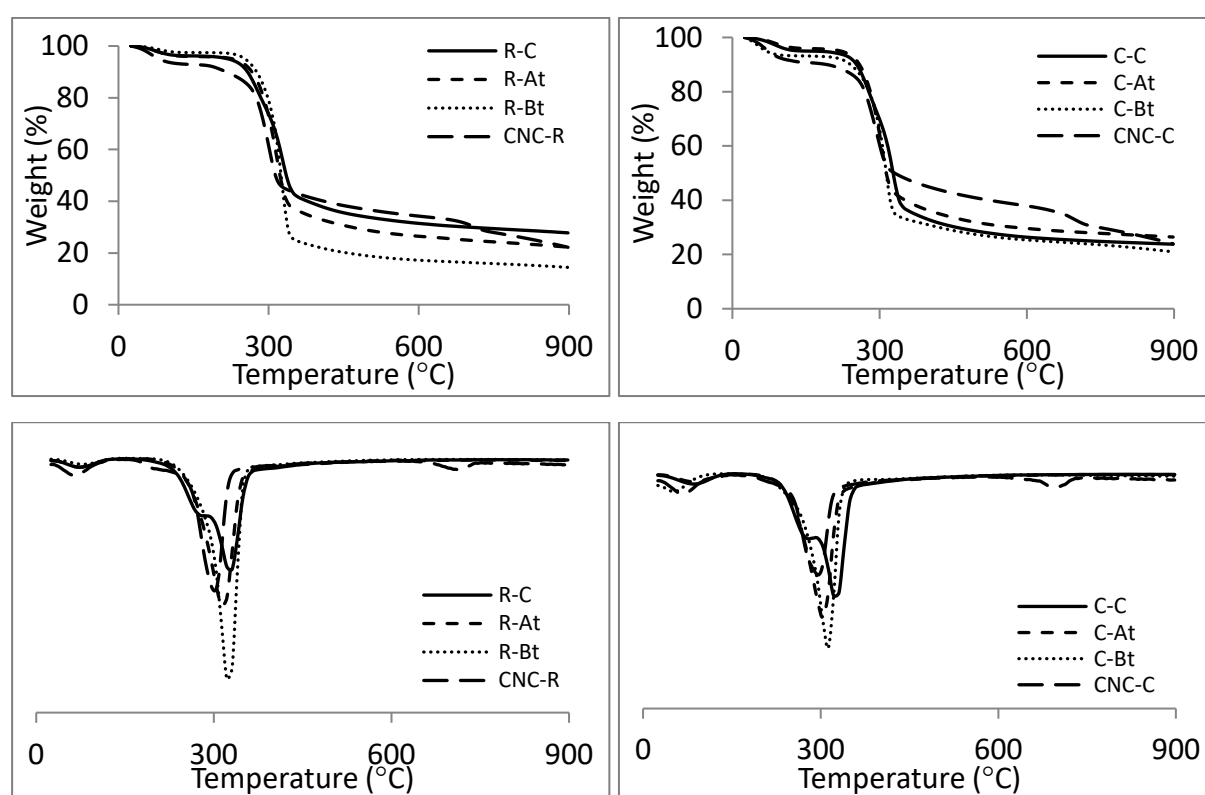 100
80
60
40
20
0
Weight (%)
R-C
R-At
R-Bt
CNC-R
0 300 600 900
Temperature (°C)
100
80
60
40
20
0
Weight (%)
C-C
C-At
C-Bt
CNC-C
0 300 600 900
Temperature (°C)
R-C
R-At
R-Bt
CNC-R
0 300 600 900
Temperature (°C)
C-C
C-At
C-Bt
CNC-C
0 300 600 900
Temperature (°C)